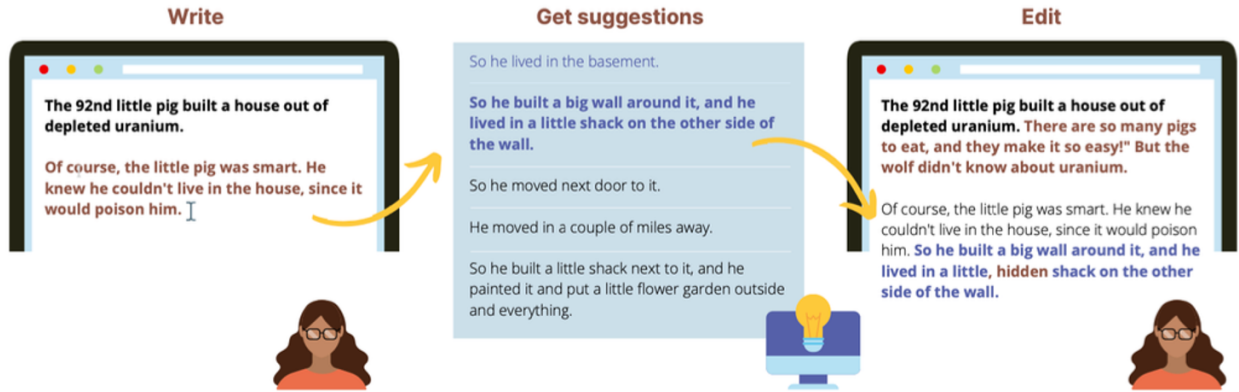 Write
The 92nd little pig built a house out of
depleted uranium.
Of course, the little pig was smart. He
knew he couldn't live in the house, since it
would poison him.
Get suggestions
So he lived in the basement.
So he built a big wall around it, and he
lived in a little shack on the other side of
the wall.
So he moved next door to it.
He moved in a couple of miles away.
So he built a little shack next to it, and he
painted it and put a little flower garden outside
and everything.
Edit
The 92nd little pig built a house out of
depleted uranium. There are so many pigs
to eat, and they make it so easy!" But the
wolf didn't know about uranium.
Of course, the little pig was smart. He knew he
couldn't live in the house, since it would poison
him. So he built a big wall around it, and he
lived in a little, hidden shack on the other
side of the wall.